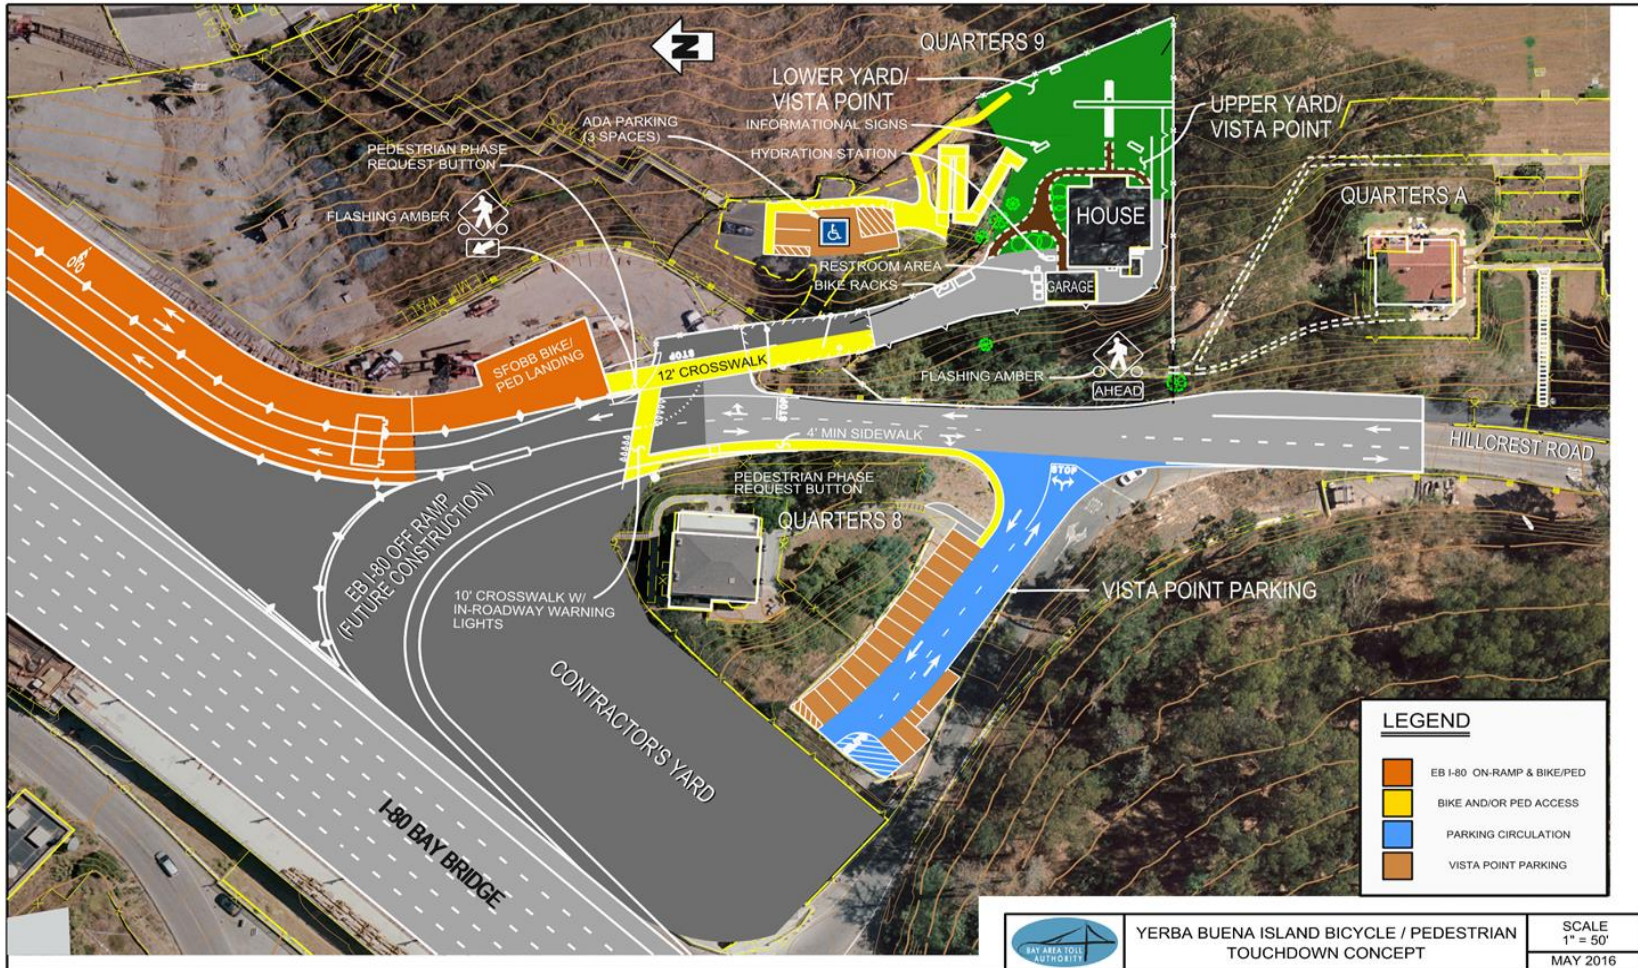 N
QUARTERS 9
LOWER YARD/
VISTA POINT
UPPER YARD/
VISTA POINT
ADA PARKING
(3 SPACES)
INFORMATIONAL SIGNS
HYDRATION STATION
PEDESTRIAN PHASE
REQUEST BUTTON
FLASHING AMBER
QUARTERS A
HOUSE
RESTROOM AREA
BIKE RACKS
GARAGE
SFOBB BIKE/
PED LANDING
STOP
12' CROSSWALK
FLASHING AMBER
AHEAD
STOP
4' MIN SIDEWALK
HILLCREST ROAD
STOP
PEDESTRIAN PHASE
REQUEST BUTTON
QUARTERS 8
EB I-80 OFF RAMP
(FUTURE CONSTRUCTION)
10' CROSSWALK W/
IN-ROADWAY WARNING
LIGHTS
VISTA POINT PARKING
CONTRACTOR'S YARD
I-80 BAY BRIDGE
LEGEND
EB I-80 ON-RAMP & BIKE/PED
BIKE AND/OR PED ACCESS
PARKING CIRCULATION
VISTA POINT PARKING
BAY AREA TOLL
AUTHORITY
YERBA BUENA ISLAND BICYCLE / PEDESTRIAN
TOUCHDOWN CONCEPT
SCALE
1" = 50'
MAY 2016